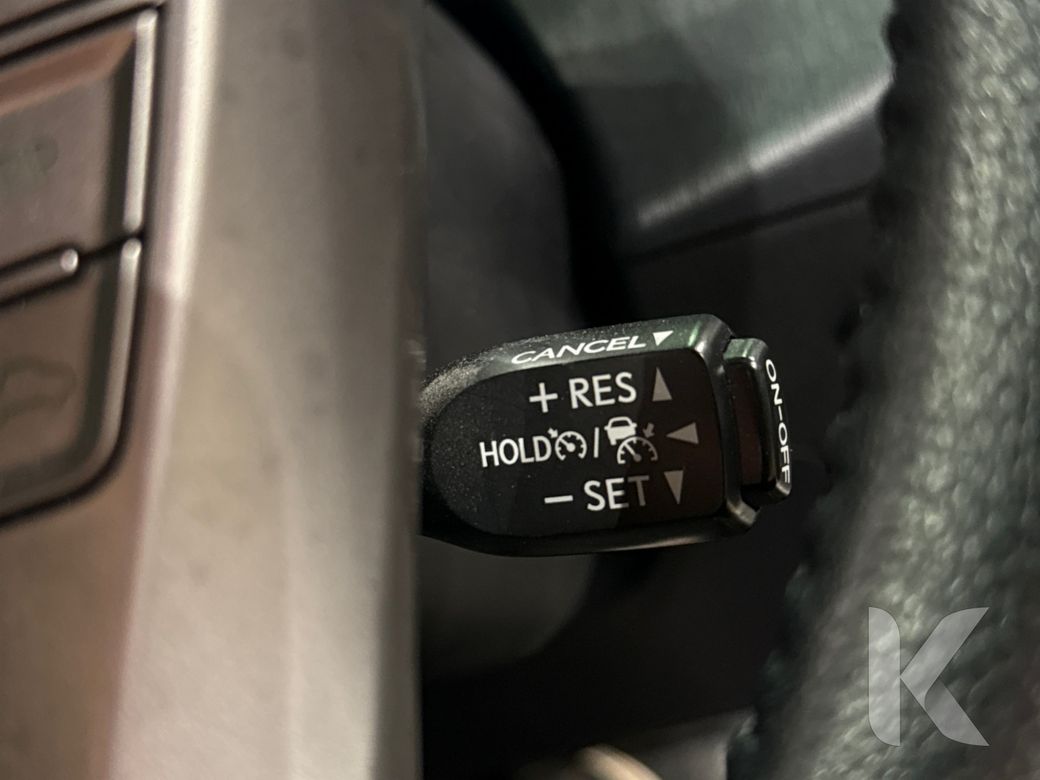 CANCEL
+ RES
HOLD /
- SET
ON-OFF
K